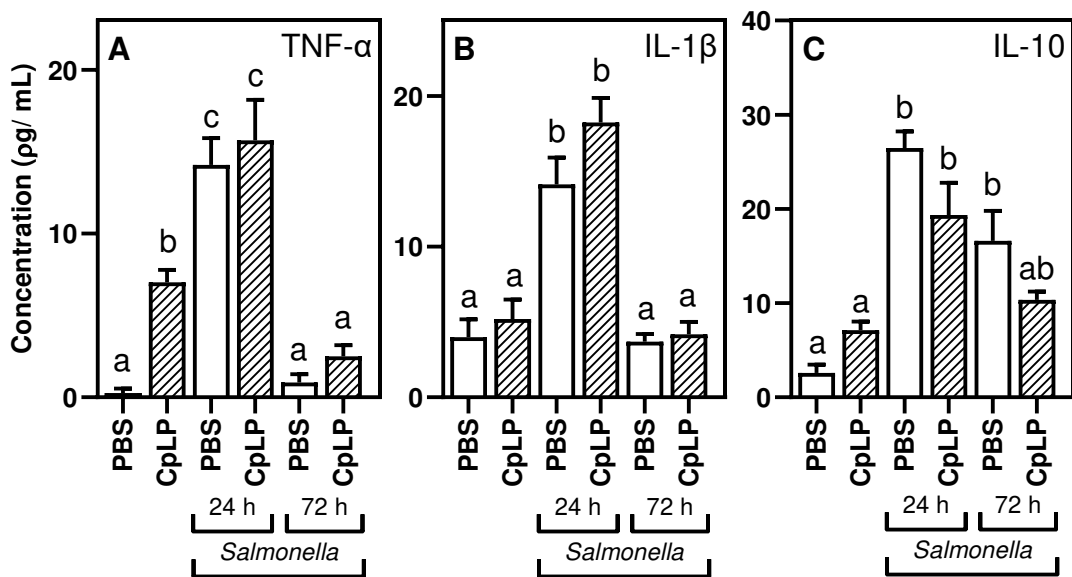 A TNF-α
B IL-1β
C IL-10
Concentration (ρg/ mL)
20
10
0
a b c c a a
PBS CpLP PBS CpLP PBS CpLP
24 h 72 h
Salmonella
20
10
0
a a b b a a
PBS CpLP PBS CpLP PBS CpLP
24 h 72 h
Salmonella
40
30
20
10
0
a a b b b ab
PBS CpLP PBS CpLP PBS CpLP
24 h 72 h
Salmonella